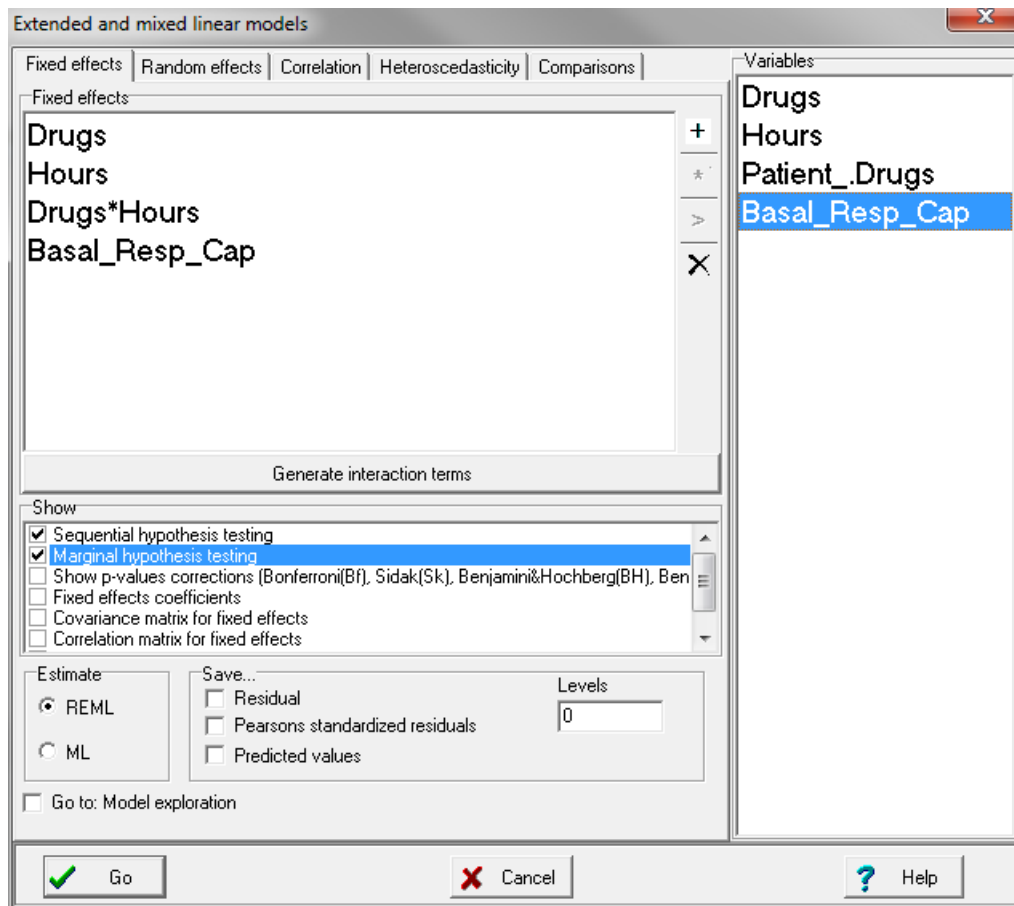 Extended and mixed linear models
x
Fixed effects Random effects Correlation Heteroscedasticity Comparisons
Fixed effects
Drugs
Hours
Drugs*Hours
Basal_Resp_Cap
+
*
>
X
Generate interaction terms
Show
Sequential hypothesis testing
Marginal hypothesis testing
Show p-values corrections (Bonferroni(Bf), Sidak(Sk), Benjamini&Hochberg(BH), Ben
Fixed effects coefficients
Covariance matrix for fixed effects
Correlation matrix for fixed effects
Estimate
REML
ML
Save...
Residual
Pearsons standardized residuals
Predicted values
Levels
0
Go to: Model exploration
Variables
Drugs
Hours
Patient_.Drugs
Basal_Resp_Cap
Go Cancel ? Help